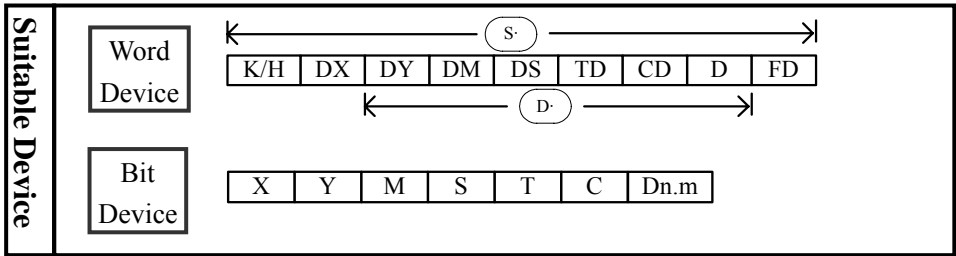 Suitable Device
Word
Device
S·
K/H DX DY DM DS TD CD D FD
D·
Bit
Device
X Y M S T C Dn.m